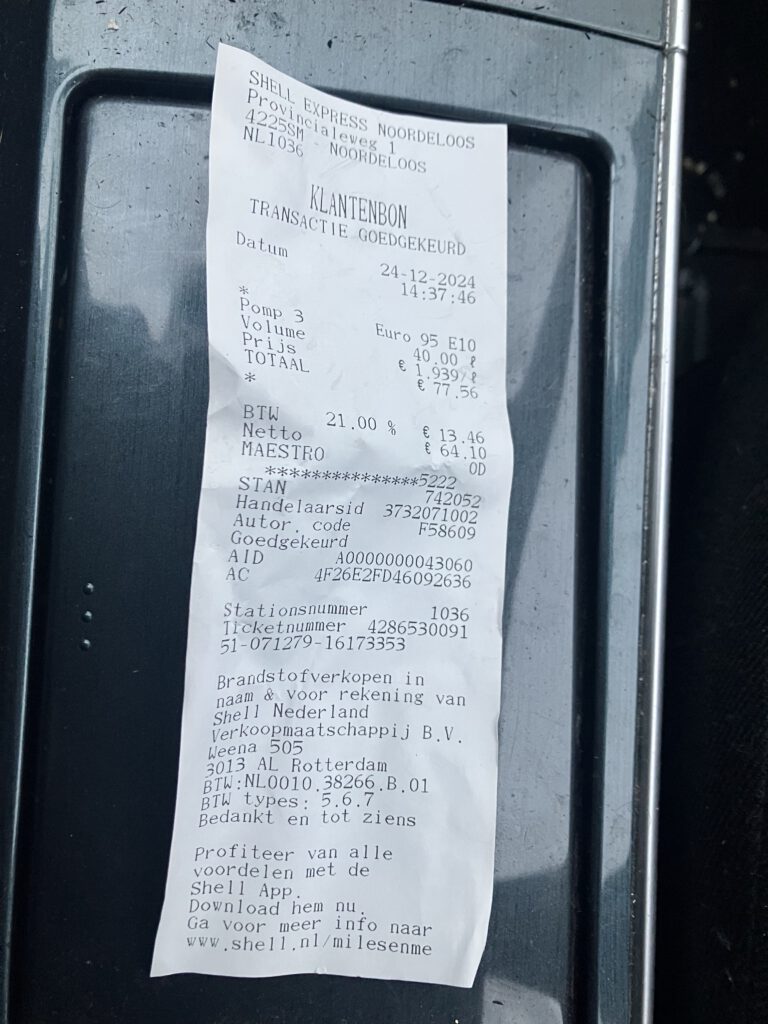 SHELL EXPRESS NOORDELOOS
Provincialeweg 1
4225SM - NOORDELOOS
NL1036
KLANTENBON
TRANSACTIE GOEDGEKEURD
Datum
24-12-2024
14:37:46
*
Pomp 3 Euro 95 E10
Volume 40.00 ℓ
Prijs € 1.939/ℓ
TOTAAL € 77.56
*
BTW 21.00 % € 13.46
Netto € 64.10
MAESTRO OD
***************5222
STAN 742052
Handelaarsid 3732071002
Autor. code F58609
Goedgekeurd
AID A0000000043060
AC 4F26E2FD46092636
Stationsnummer 1036
Ticketnummer 4286530091
51-071279-16173353
Brandstofverkopen in
naam & voor rekening van
Shell Nederland
Verkoopmaatschappij B.V.
Weena 505
3013 AL Rotterdam
BTW:NL0010.38266.B.01
BTW types: 5.6.7
Bedankt en tot ziens
Profiteer van alle
voordelen met de
Shell App.
Download hem nu.
Ga voor meer info naar
www.shell.nl/milesenme